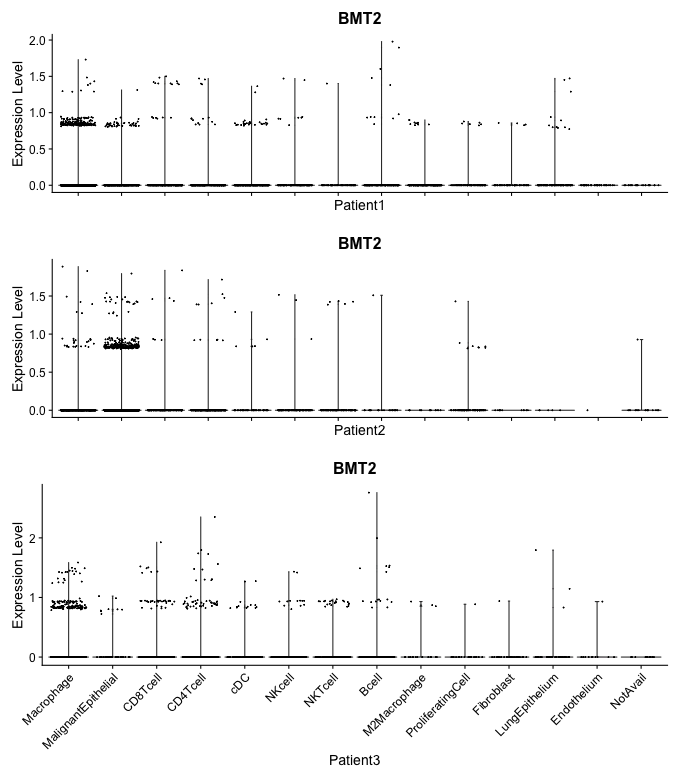 BMT2
Expression Level
2.0
1.5
1.0
0.5
0.0
Patient1
BMT2
Expression Level
1.5
1.0
0.5
0.0
Patient2
BMT2
Expression Level
2
1
0
Macrophage
MalignantEpithelial
CD8Tcell
CD4Tcell
cDC
NKcell
NKTcell
Bcell
M2Macrophage
ProliferatingCell
Fibroblast
LungEpithelium
Endothelium
NotAvail
Patient3